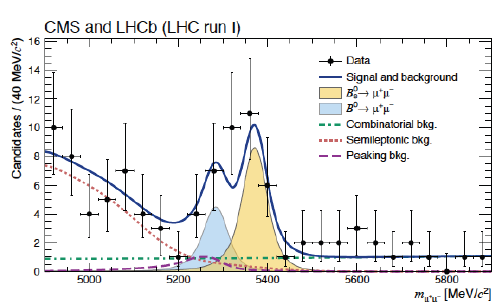 CMS and LHCb (LHC run I)
Candidates / (40 MeV/c²)
16
14
12
10
8
6
4
2
0
Data
Signal and background
B⁰ₛ → μ⁺μ⁻
B⁰ → μ⁺μ⁻
Combinatorial bkg.
Semileptonic bkg.
Peaking bkg.
5000 5200 5400 5600 5800
m_μ⁺μ⁻ [MeV/c²]